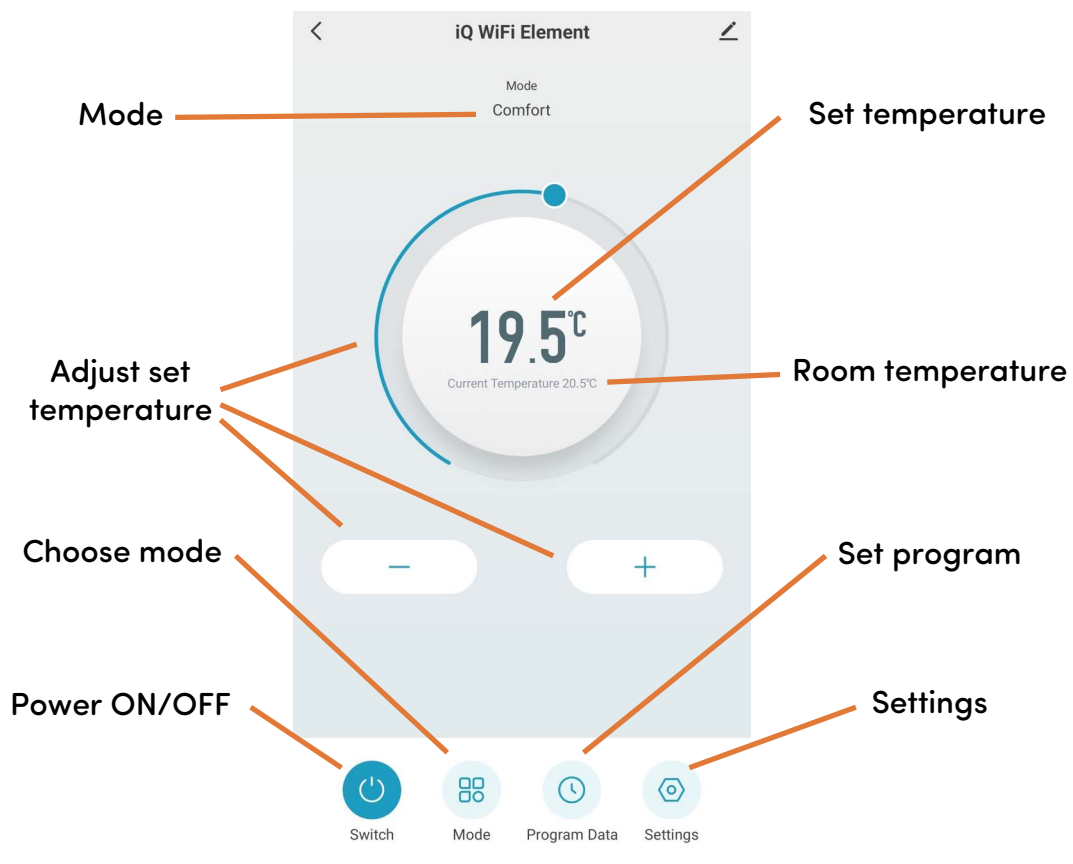 iQ WiFi Element
Mode
Comfort
Mode
Set temperature
19.5°C
Current Temperature 20.5°C
Adjust set
temperature
Room temperature
Choose mode
−
+
Set program
Power ON/OFF
Settings
Switch
Mode
Program Data
Settings